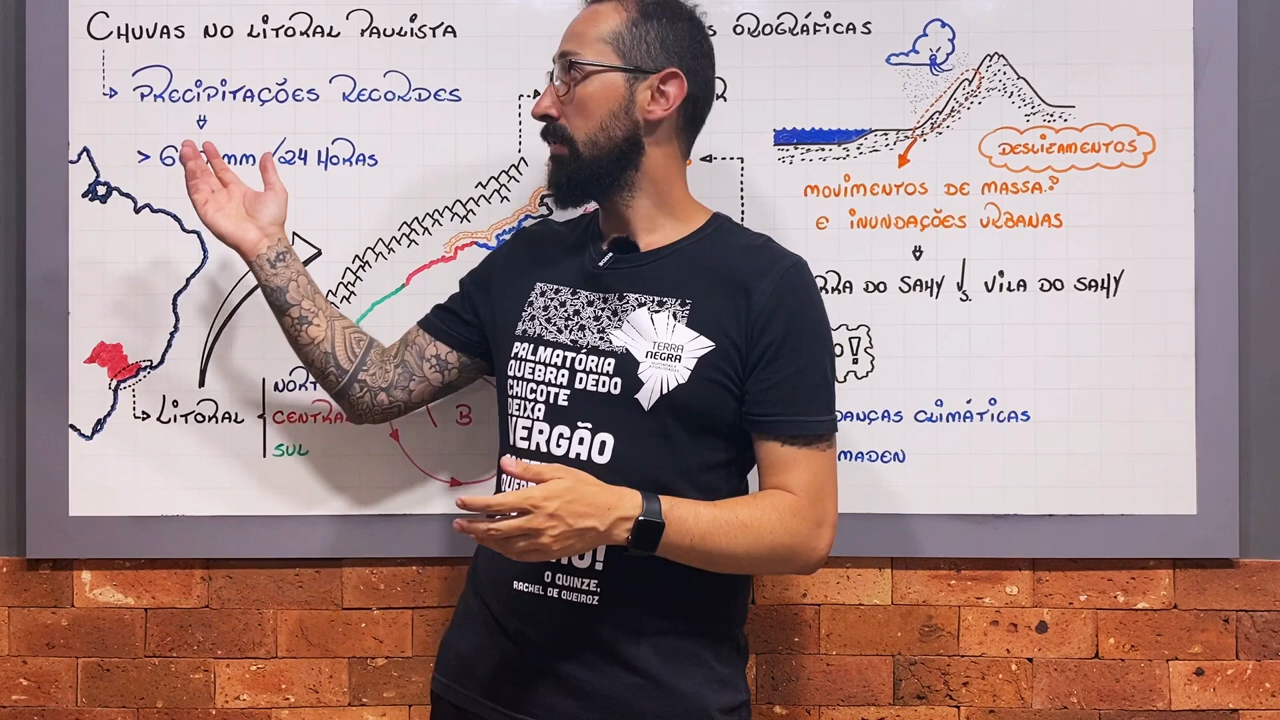 CHUVAS NO LITORAL PAULISTA
PRECIPITAÇÕES RECORDES
> 6 mm/24 HORAS
LITORAL
CENTRAL
SUL
B
OROGRÁFICAS
DESLIZAMENTOS
MOVIMENTOS DE MASSA
E INUNDAÇÕES URBANAS
DO SAHY
VILA DO SAHY
!
CLIMÁTICAS
MADEN
TERRA
NEGRA
PALMATÓRIA
QUEBRA DEDO
CHICOTE
DEIXA
VERGÃO
O QUINZE,
RACHEL DE QUEIROZ